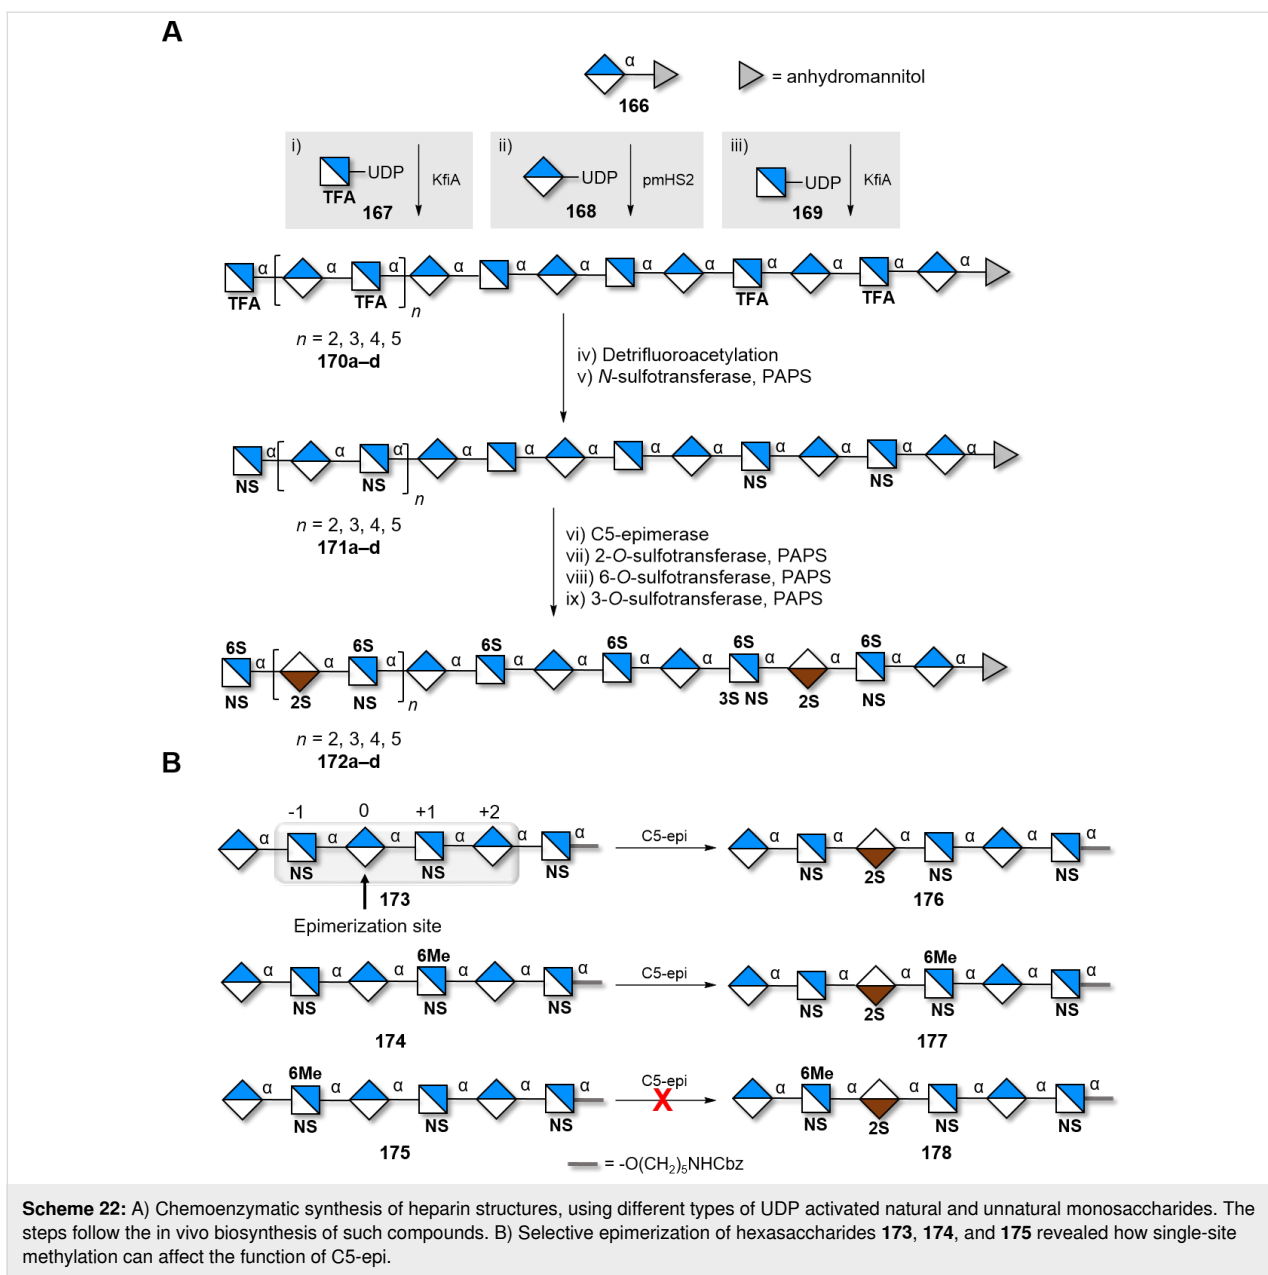 A
α
166
= anhydromannitol
i)
UDP
TFA
167
KfiA
ii)
UDP
168
pmHS2
iii)
UDP
169
KfiA
α α α α α α α α α α α
TFA TFA n TFA TFA
n = 2, 3, 4, 5
170a–d
iv) Detrifluoroacetylation
v) N-sulfotransferase, PAPS
α α α α α α α α α α α
NS NS n NS NS
n = 2, 3, 4, 5
171a–d
vi) C5-epimerase
vii) 2-O-sulfotransferase, PAPS
viii) 6-O-sulfotransferase, PAPS
ix) 3-O-sulfotransferase, PAPS
6S 6S 6S 6S 6S 6S
α α α α α α α α α α α
NS 2S NS n 3S NS 2S NS
n = 2, 3, 4, 5
172a–d
B
-1 0 +1 +2
α α α α α α
NS NS NS
173
Epimerization site
C5-epi
α α α α α α
NS 2S NS NS
176
6Me
α α α α α α
NS NS NS
174
C5-epi
6Me
α α α α α α
NS 2S NS NS
177
6Me
α α α α α α
NS NS NS
175
C5-epi
X
6Me
α α α α α α
NS 2S NS NS
178
= -O(CH2)5NHCbz
Scheme 22: A) Chemoenzymatic synthesis of heparin structures, using different types of UDP activated natural and unnatural monosaccharides. The
steps follow the in vivo biosynthesis of such compounds. B) Selective epimerization of hexasaccharides 173, 174, and 175 revealed how single-site
methylation can affect the function of C5-epi.